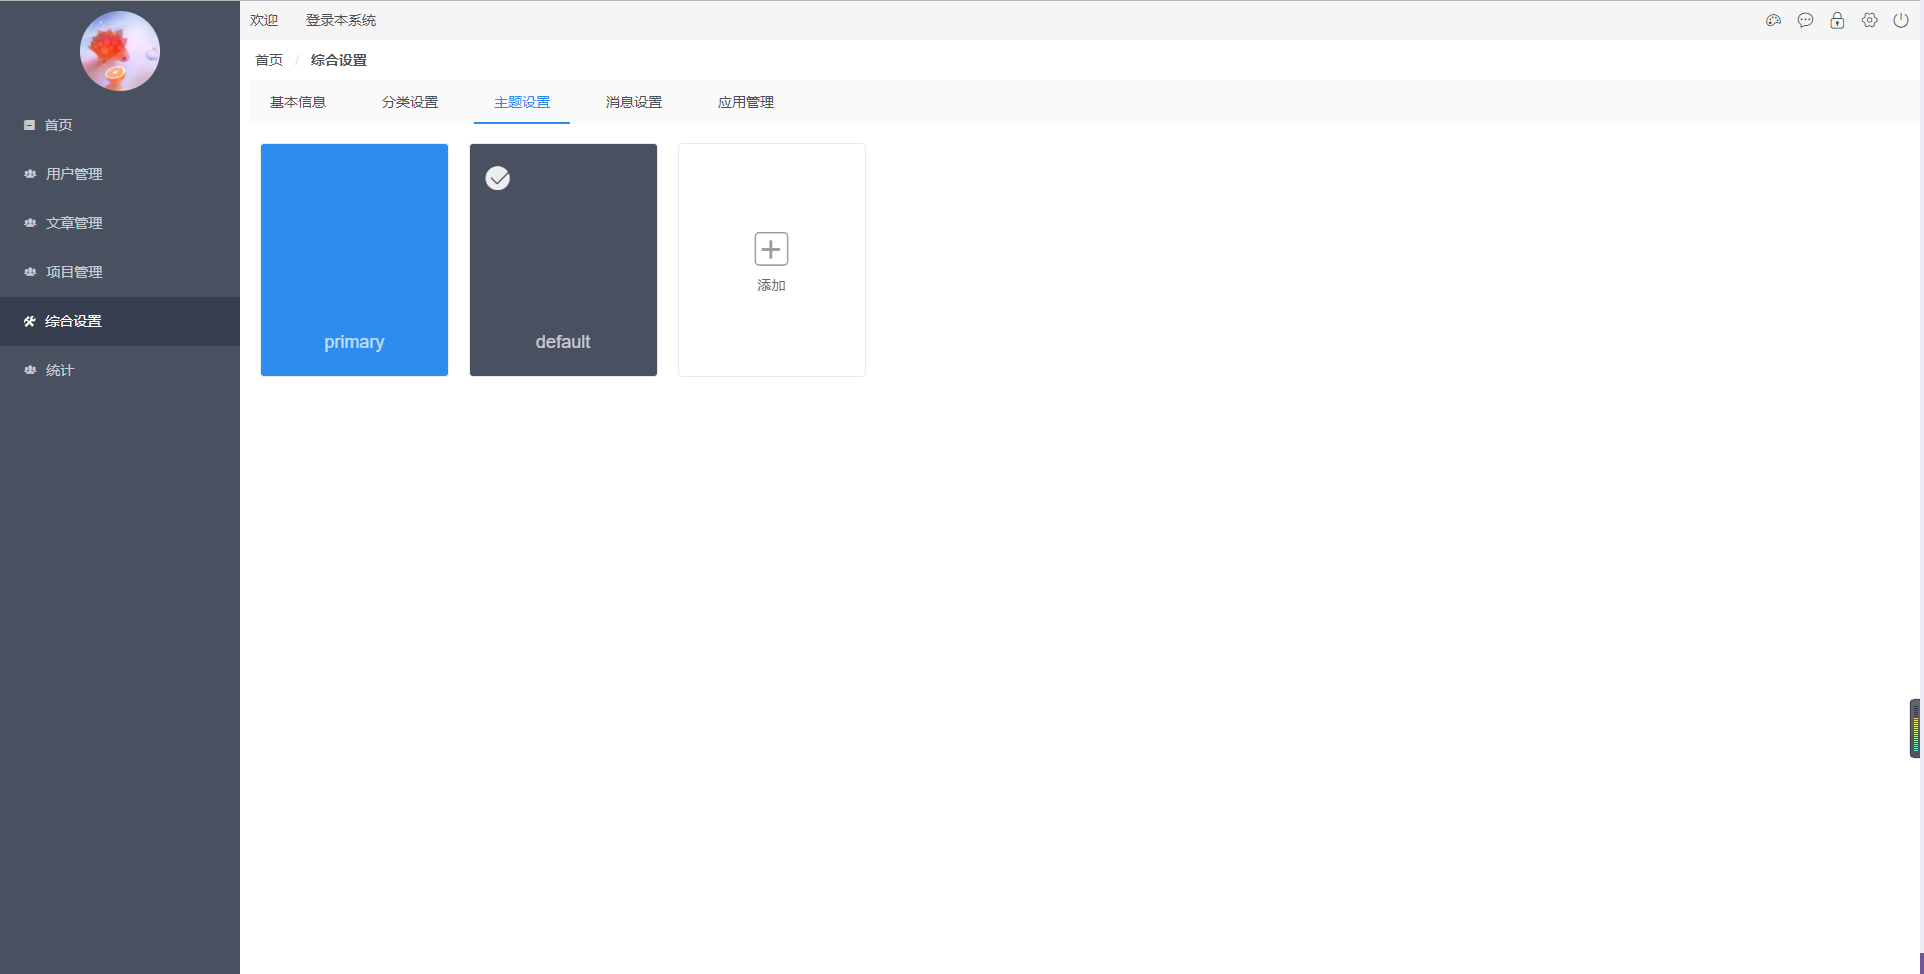 欢迎 登录本系统
首页 / 综合设置
基本信息 分类设置 主题设置 消息设置 应用管理
首页
用户管理
文章管理
项目管理
综合设置
统计
primary
default
添加